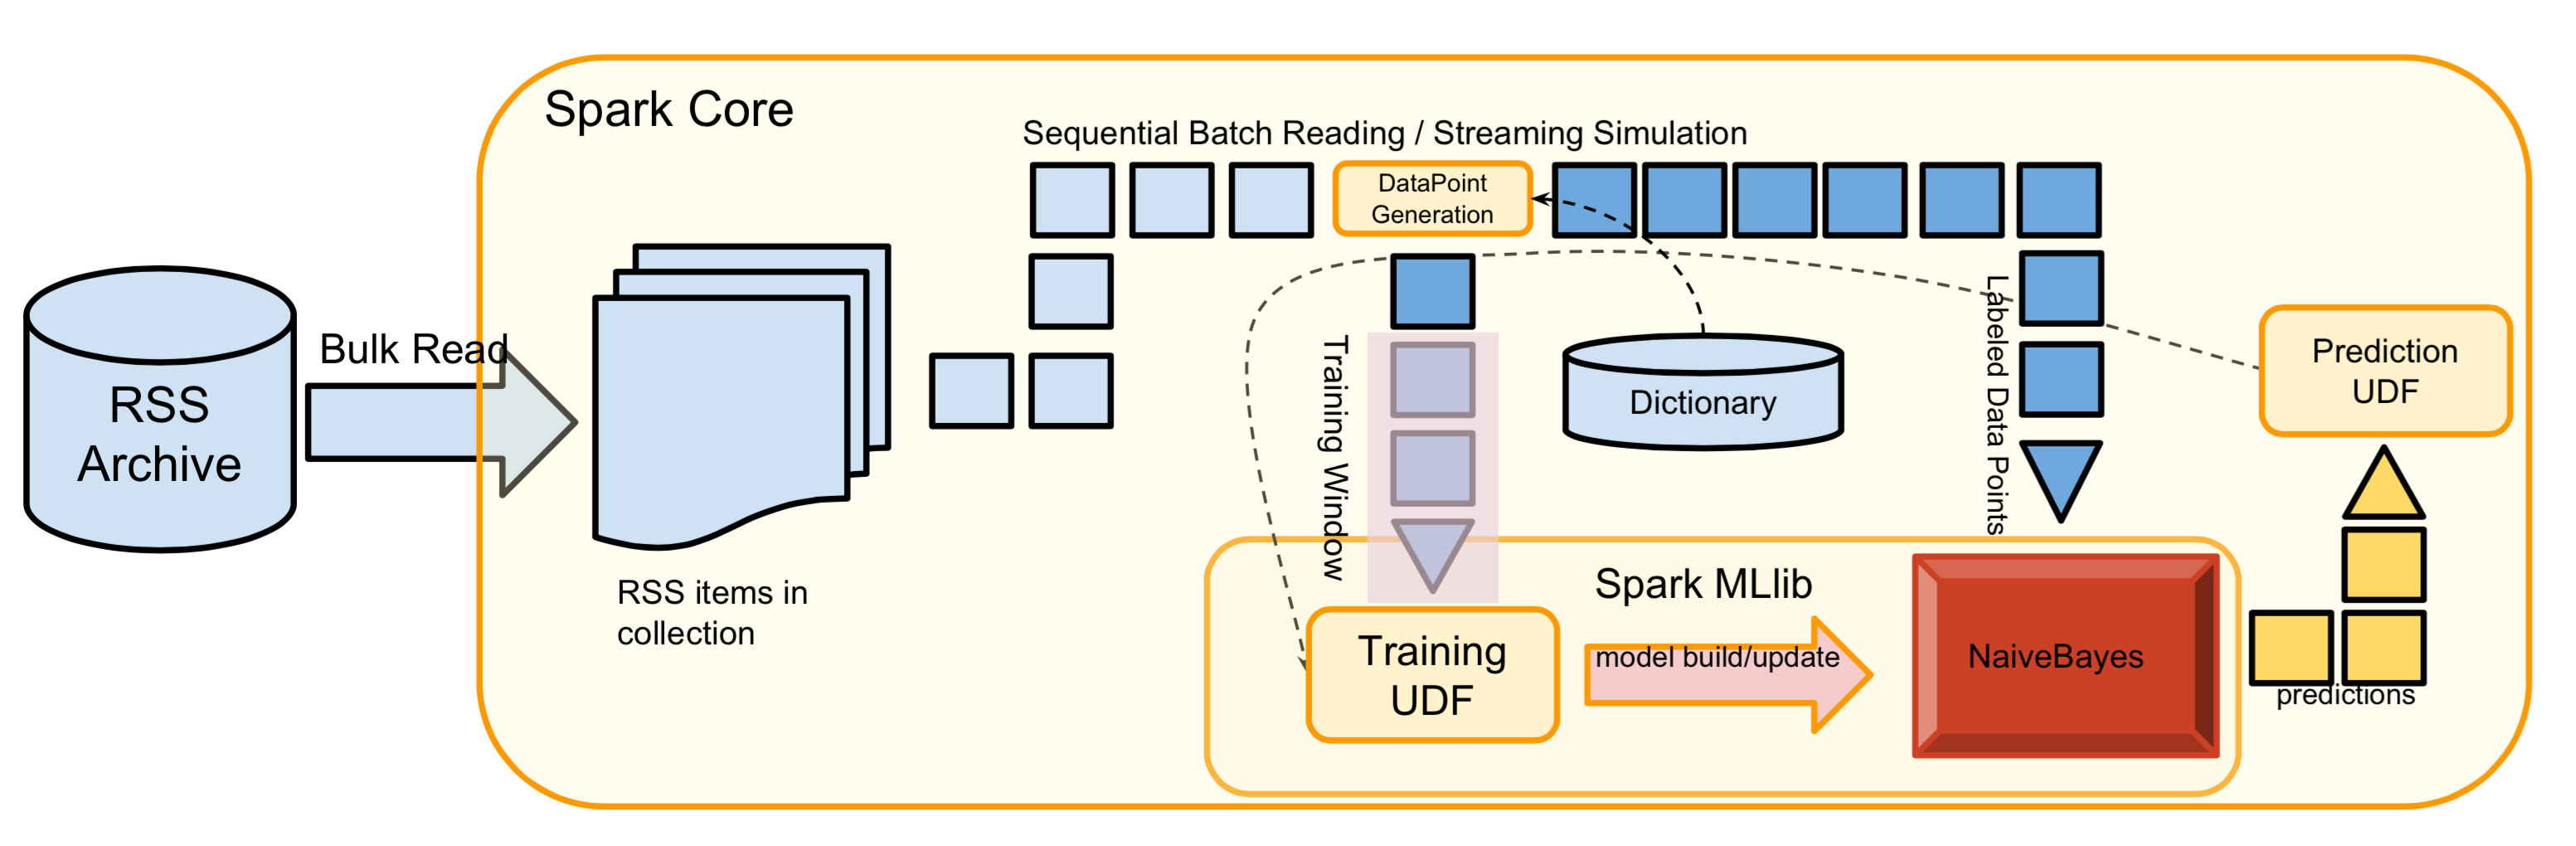 Spark Core
Sequential Batch Reading / Streaming Simulation
DataPoint
Generation
Bulk Read
RSS
Archive
RSS items in
collection
Training Window
Dictionary
Labeled Data Points
Prediction
UDF
Spark MLlib
Training
UDF
model build/update
NaiveBayes
predictions